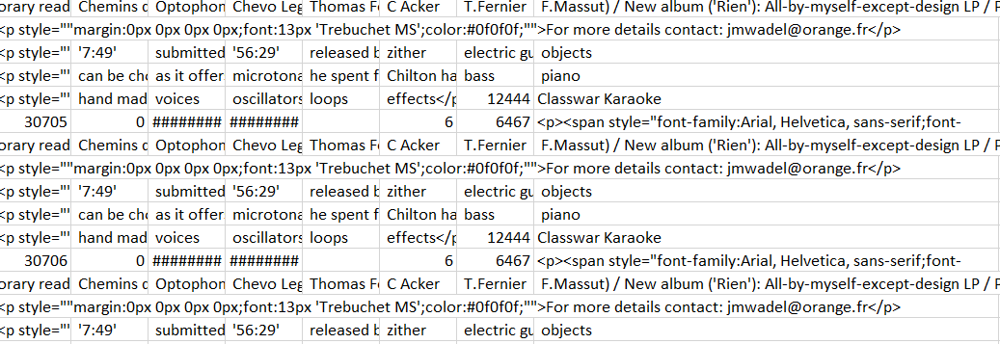 orary read Chemins d Optophon Chevo Leg Thomas Fe C Acker T.Fernier F.Massut) / New album ('Rien'): All-by-myself-except-design LP / P
<p style=""margin:0px 0px 0px 0px;font:13px 'Trebuchet MS';color:#0f0f0f;"">For more details contact: jmwadel@orange.fr</p>
<p style=""' '7:49' submitted '56:29' released b zither electric gu objects
<p style=""' can be cho as it offer microtona he spent f Chilton ha bass piano
<p style=""' hand mad voices oscillators loops effects</p 12444 Classwar Karaoke
30705 0 ######## ######## 6 6467 <p><span style="font-family:Arial, Helvetica, sans-serif;font-
orary read Chemins d Optophon Chevo Leg Thomas Fe C Acker T.Fernier F.Massut) / New album ('Rien'): All-by-myself-except-design LP / P
<p style=""margin:0px 0px 0px 0px;font:13px 'Trebuchet MS';color:#0f0f0f;"">For more details contact: jmwadel@orange.fr</p>
<p style=""' '7:49' submitted '56:29' released b zither electric gu objects
<p style=""' can be cho as it offer microtona he spent f Chilton ha bass piano
<p style=""' hand mad voices oscillators loops effects</p 12444 Classwar Karaoke
30706 0 ######## ######## 6 6467 <p><span style="font-family:Arial, Helvetica, sans-serif;font-
orary read Chemins d Optophon Chevo Leg Thomas Fe C Acker T.Fernier F.Massut) / New album ('Rien'): All-by-myself-except-design LP / P
<p style=""margin:0px 0px 0px 0px;font:13px 'Trebuchet MS';color:#0f0f0f;"">For more details contact: jmwadel@orange.fr</p>
<p style=""' '7:49' submitted '56:29' released b zither electric gu objects